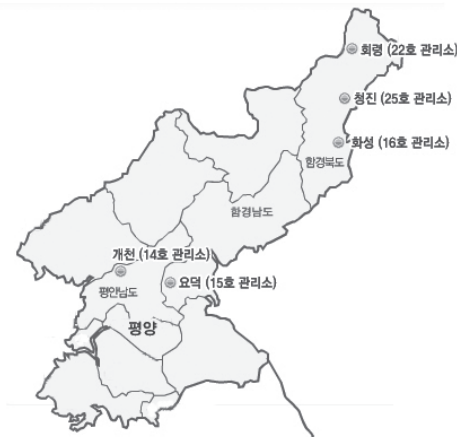 회령 (22호 관리소)
청진 (25호 관리소)
화성 (16호 관리소)
함경북도
함경남도
개천 (14호 관리소)
요덕 (15호 관리소)
평안남도
평양